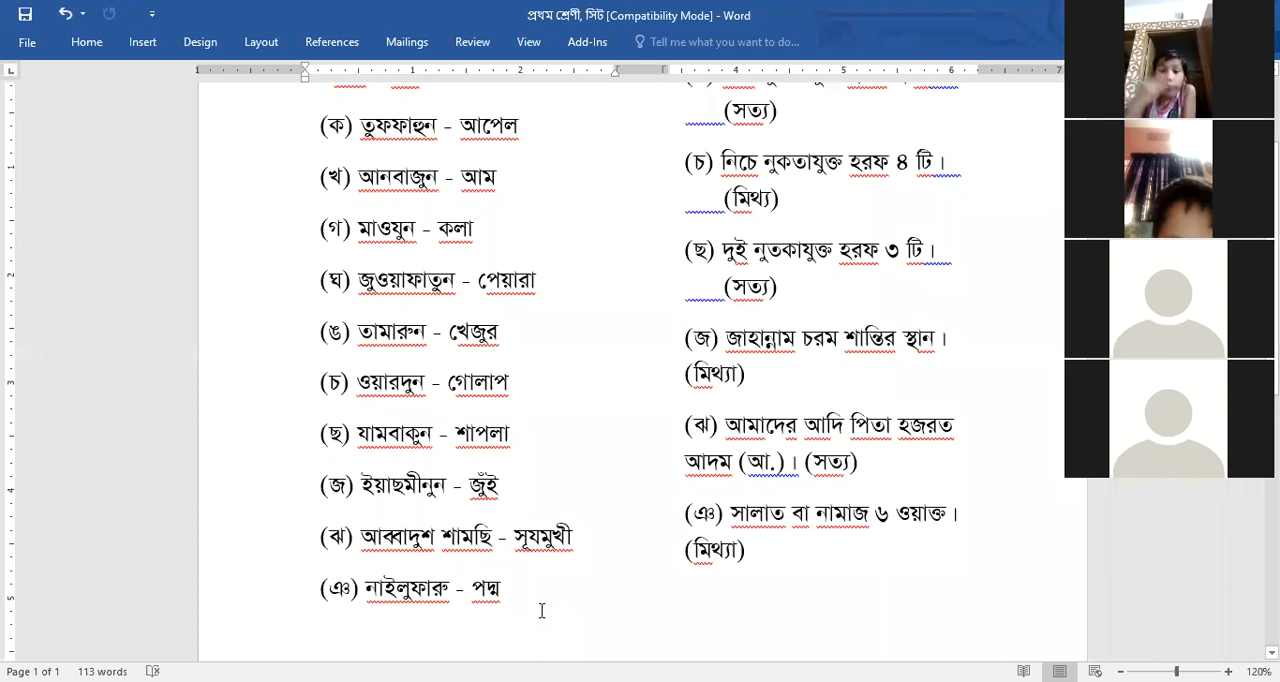 প্রথম শ্রেণী, সিট [Compatibility Mode] - Word
File Home Insert Design Layout References Mailings Review View Add-Ins Tell me what you want to do...
(ক) তুফফাহুন - আপেল
(খ) আনবাজুন - আম
(গ) মাওযুন - কলা
(ঘ) জুওয়াফাতুন - পেয়ারা
(ঙ) তামারুন - খেজুর
(চ) ওয়ারদুন - গোলাপ
(ছ) যামবাকুন - শাপলা
(জ) ইয়াছমীনুন - জুঁই
(ঝ) আব্বাদুশ শামছি - সূযমুখী
(ঞ) নাইলুফারু - পদ্ম
(সত্য)
(চ) নিচে নুকতাযুক্ত হরফ ৪ টি।
(মিথ্য)
(ছ) দুই নুতকাযুক্ত হরফ ৩ টি।
(সত্য)
(জ) জাহান্নাম চরম শান্তির স্থান।
(মিথ্যা)
(ঝ) আমাদের আদি পিতা হজরত
আদম (আ.)। (সত্য)
(ঞ) সালাত বা নামাজ ৬ ওয়াক্ত।
(মিথ্যা)
Page 1 of 1 113 words 120%